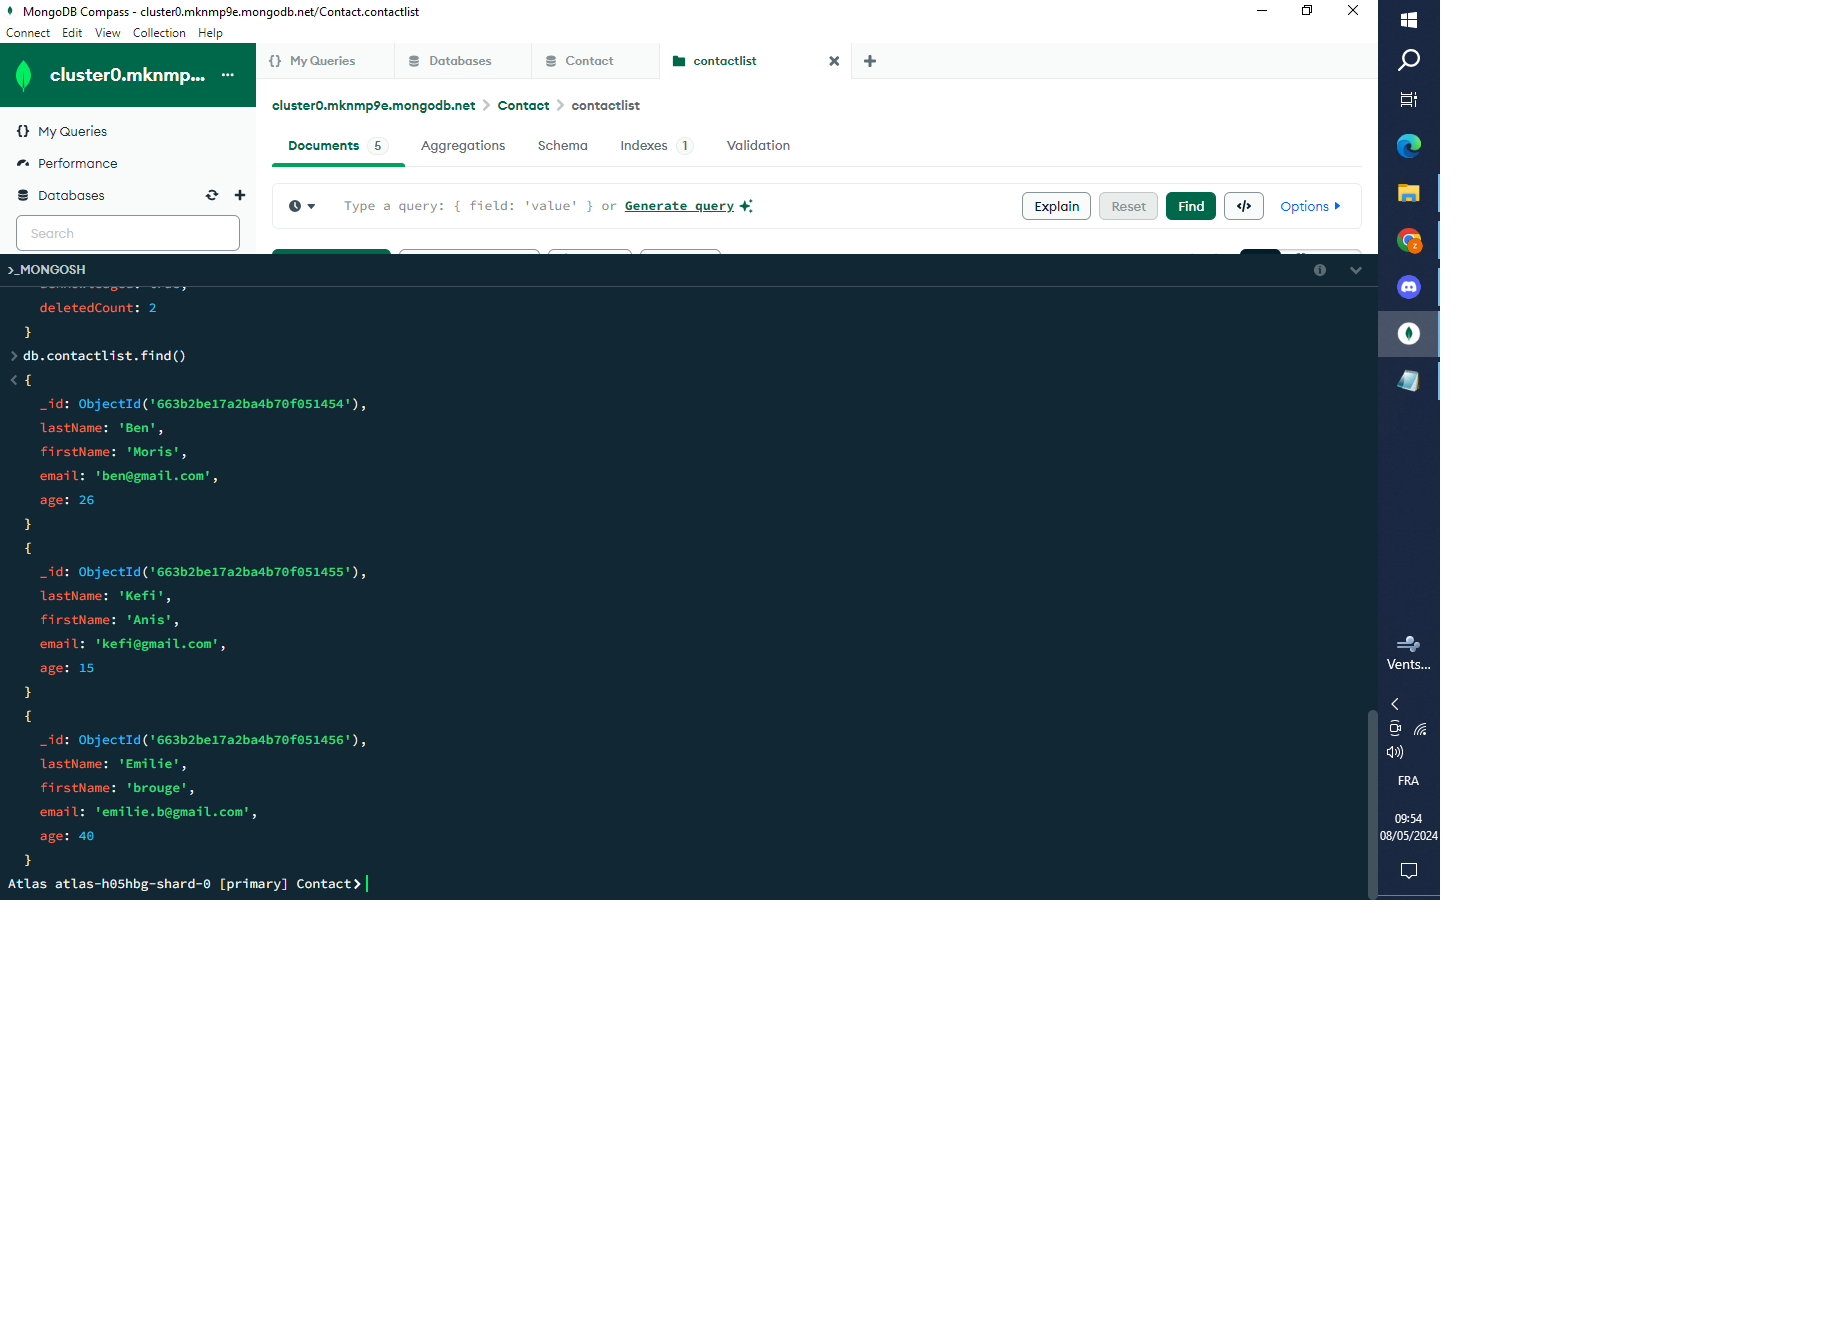 MongoDB Compass - cluster0.mknmp9e.mongodb.net/Contact.contactlist
Connect Edit View Collection Help
cluster0.mknmp... ...
{} My Queries
Performance
Databases
Search
{} My Queries Databases Contact contactlist
cluster0.mknmp9e.mongodb.net > Contact > contactlist
Documents 5 Aggregations Schema Indexes 1 Validation
Type a query: { field: 'value' } or Generate query Explain Reset Find </> Options
>_MONGOSH
deletedCount: 2
}
> db.contactlist.find()
< {
_id: ObjectId('663b2be17a2ba4b70f051454'),
lastName: 'Ben',
firstName: 'Moris',
email: 'ben@gmail.com',
age: 26
}
{
_id: ObjectId('663b2be17a2ba4b70f051455'),
lastName: 'Kefi',
firstName: 'Anis',
email: 'kefi@gmail.com',
age: 15
}
{
_id: ObjectId('663b2be17a2ba4b70f051456'),
lastName: 'Emilie',
firstName: 'brouge',
email: 'emilie.b@gmail.com',
age: 40
}
Atlas atlas-h05hbg-shard-0 [primary] Contact>
Vents...
FRA
09:54
08/05/2024